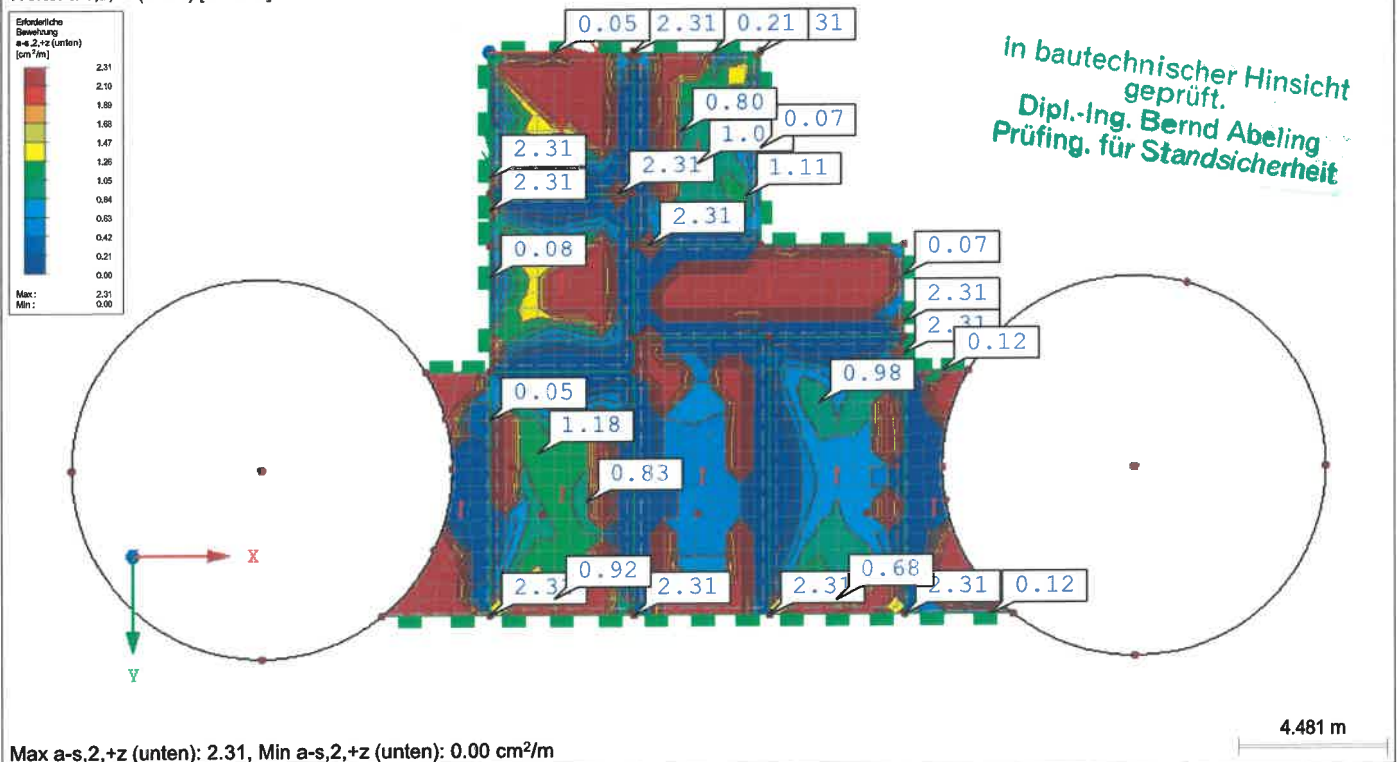 Erforderliche
Bewehrung
a-s,2,+z (unten)
[cm²/m]
2.31
2.10
1.89
1.68
1.47
1.26
1.05
0.84
0.63
0.42
0.21
0.00
Max : 2.31
Min : 0.00
0.05
2.31
0.21
31
in bautechnischer Hinsicht
geprüft.
Dipl.-Ing. Bernd Abeling
Prüfing. für Standsicherheit
0.80
1.0
0.07
2.31
2.31
2.31
1.11
2.31
0.08
0.07
2.31
2.31
0.12
0.98
0.05
1.18
0.83
X
Y
2.3
0.92
2.31
2.31
0.68
2.31
0.12
4.481 m
Max a-s,2,+z (unten): 2.31, Min a-s,2,+z (unten): 0.00 cm²/m